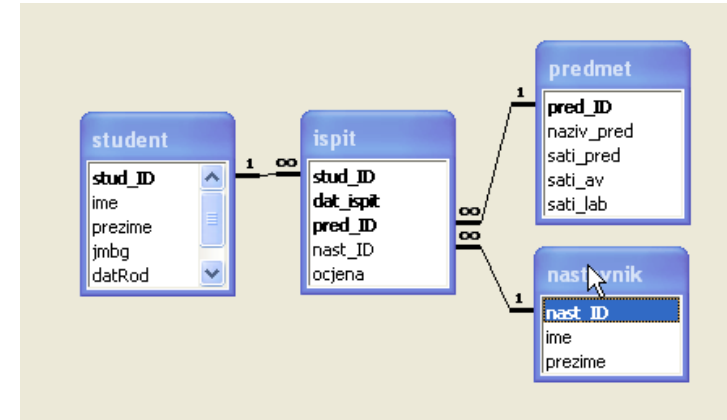 student
stud_ID
ime
prezime
jmbg
datRod
1
∞
ispit
stud_ID
dat_ispit
pred_ID
nast_ID
ocjena
∞
∞
1
predmet
pred_ID
naziv_pred
sati_pred
sati_av
sati_lab
1
nastavnik
nast_ID
ime
prezime